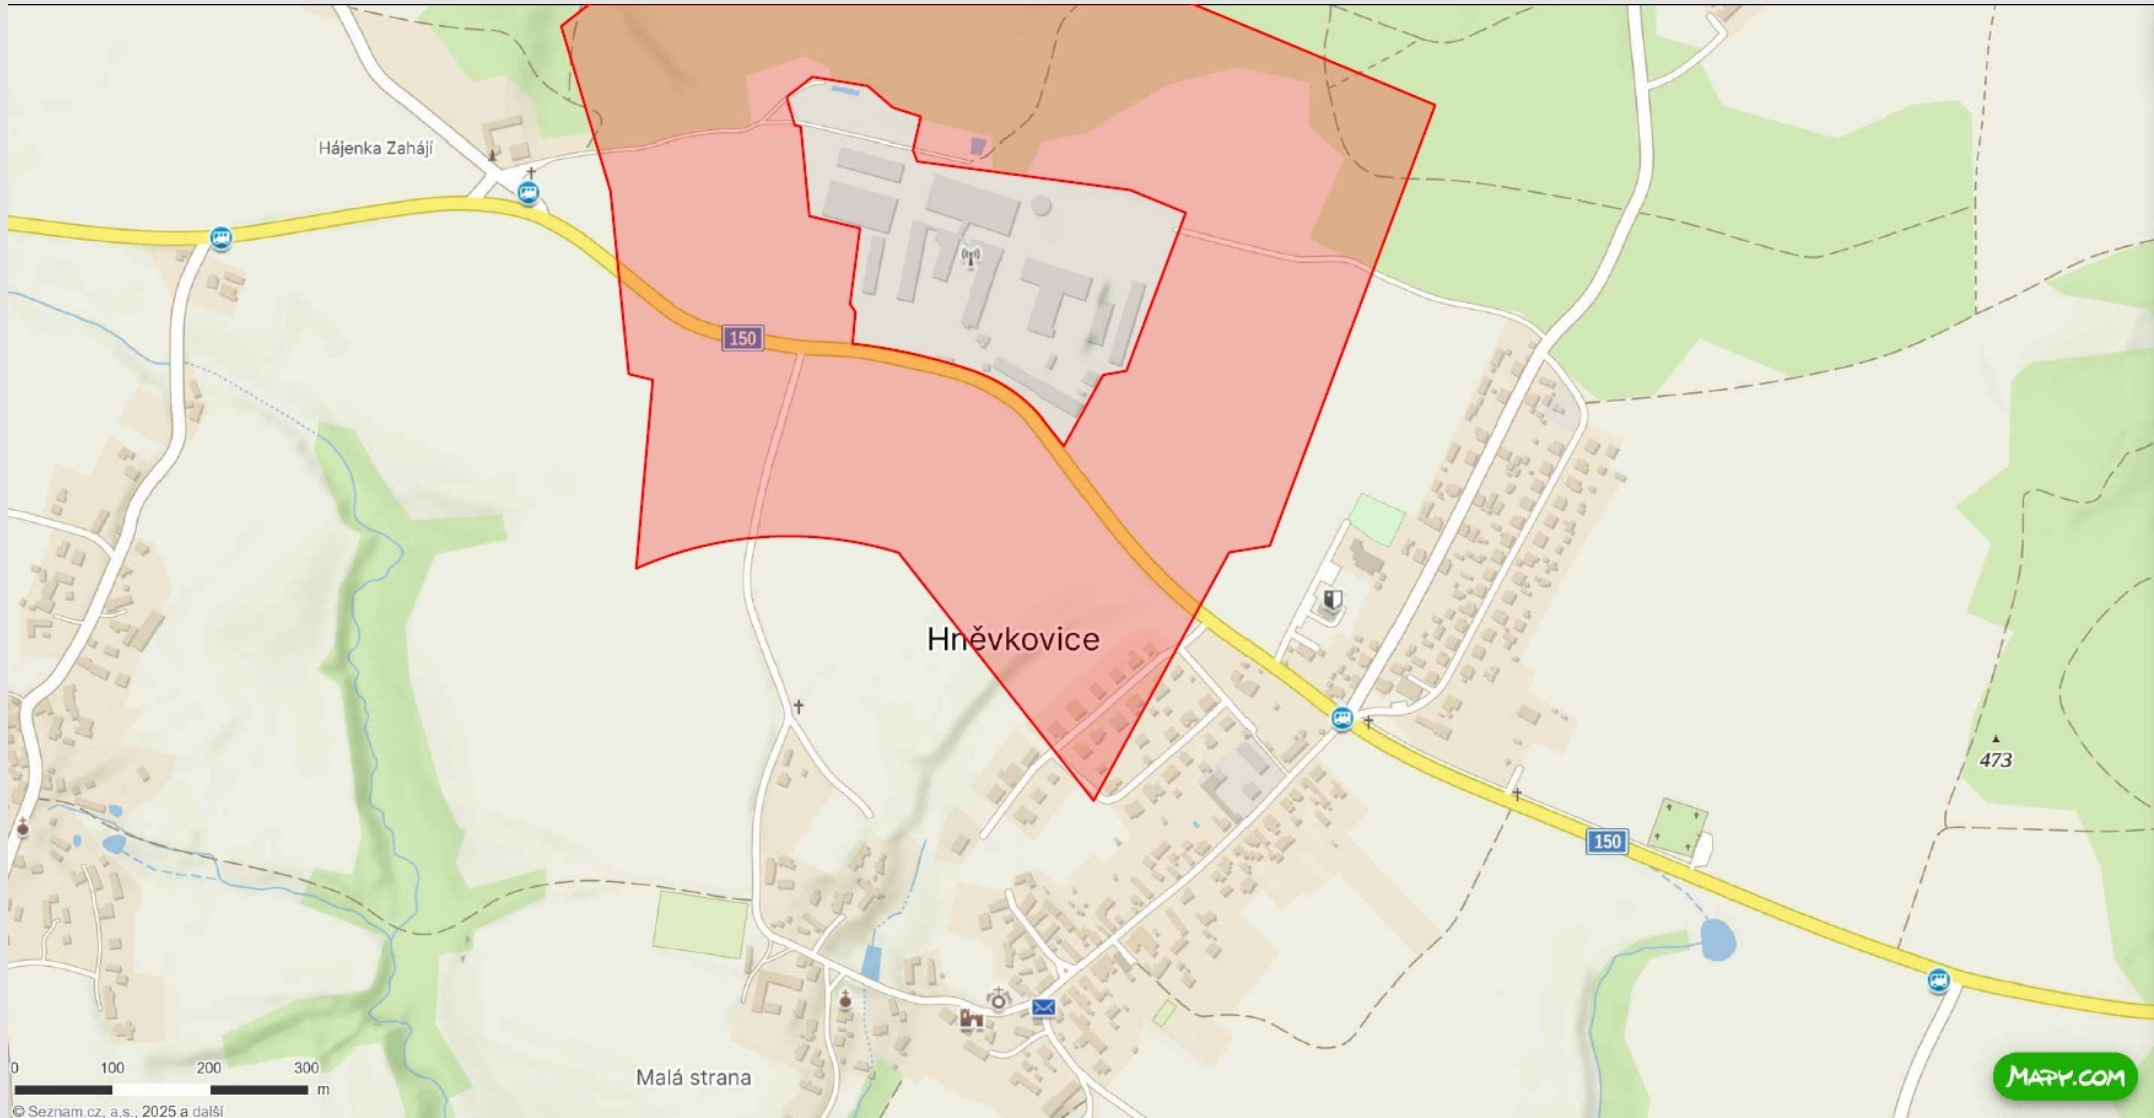 Hájenka Zahájí
150
Hněvkovice
473
150
0 100 200 300
m
Malá strana
MAPY.COM
© Seznam.cz, a.s., 2025 a další